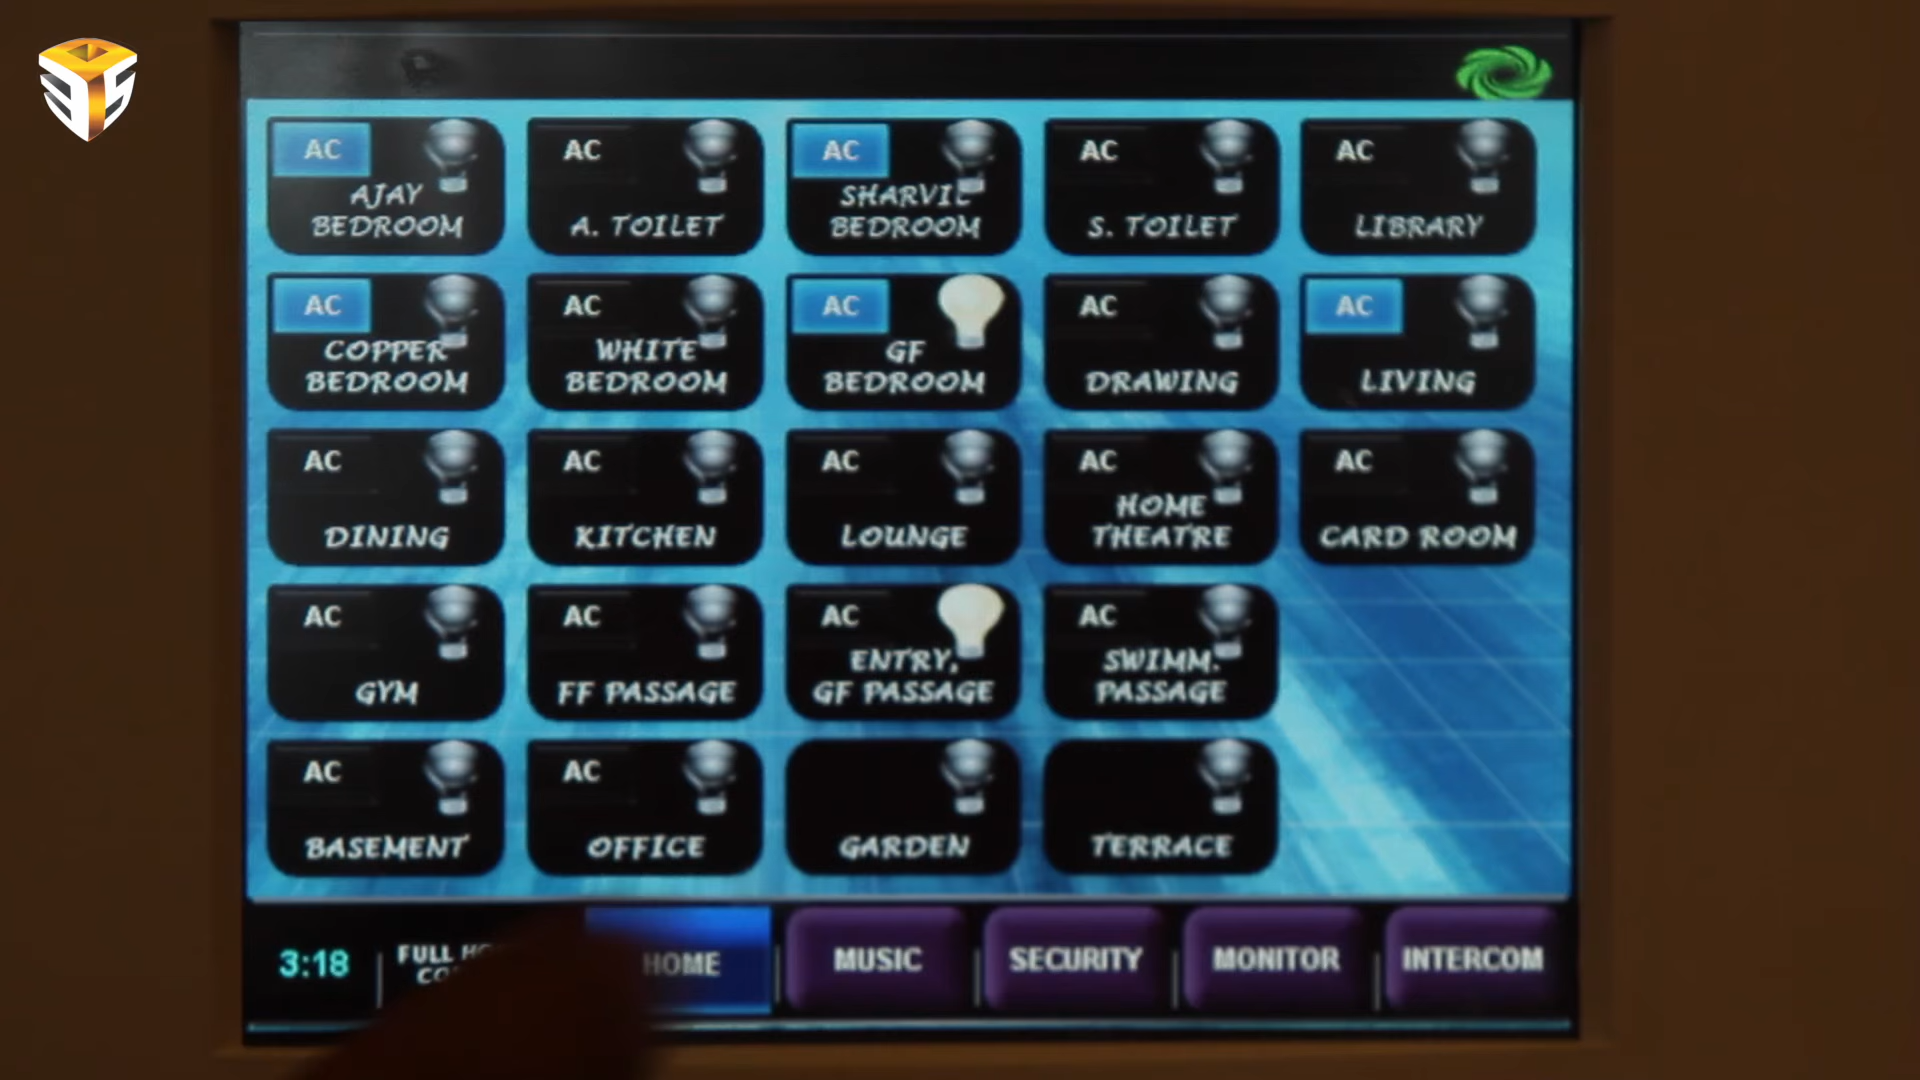 AC
AJAY
BEDROOM
AC
A. TOILET
AC
SHARVIL
BEDROOM
AC
S. TOILET
AC
LIBRARY
AC
COPPER
BEDROOM
AC
WHITE
BEDROOM
AC
GF
BEDROOM
AC
DRAWING
AC
LIVING
AC
DINING
AC
KITCHEN
AC
LOUNGE
AC
HOME
THEATRE
AC
CARD ROOM
AC
GYM
AC
FF PASSAGE
AC
ENTRY,
GF PASSAGE
AC
SWIMM.
PASSAGE
AC
BASEMENT
AC
OFFICE
GARDEN
TERRACE
3:18
FULL
HOME
MUSIC
SECURITY
MONITOR
INTERCOM